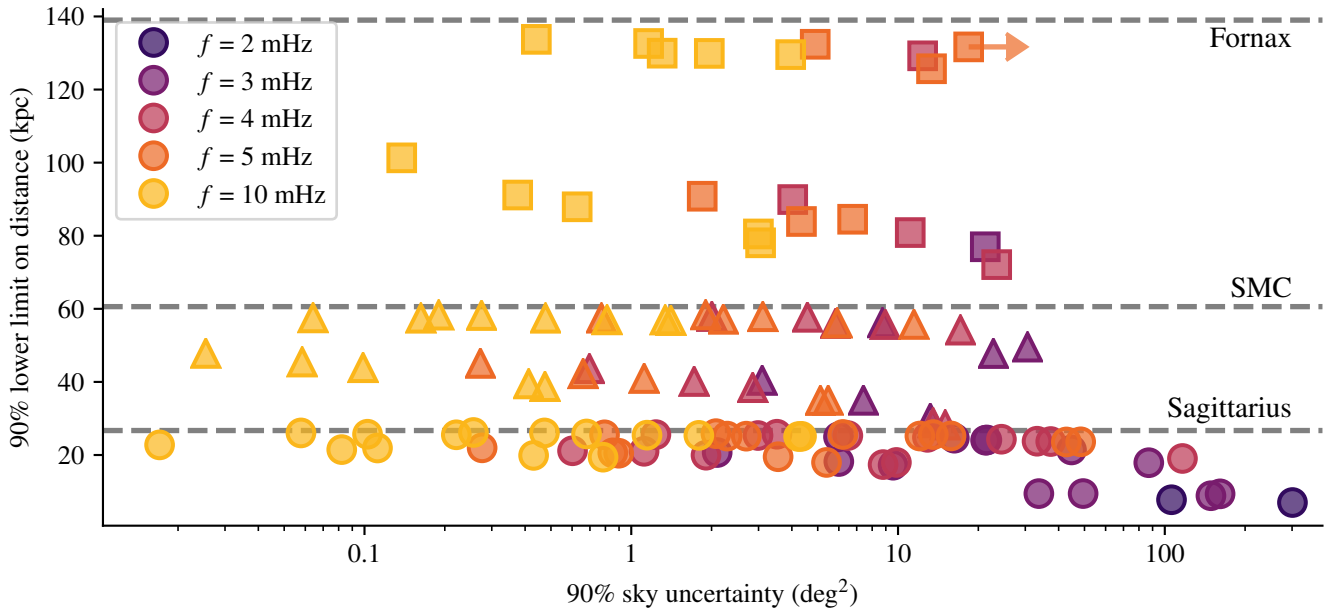 140
120
100
80
60
40
20
90% lower limit on distance (kpc)
f = 2 mHz
f = 3 mHz
f = 4 mHz
f = 5 mHz
f = 10 mHz
Fornax
SMC
Sagittarius
0.1
1
10
100
90% sky uncertainty (deg²)